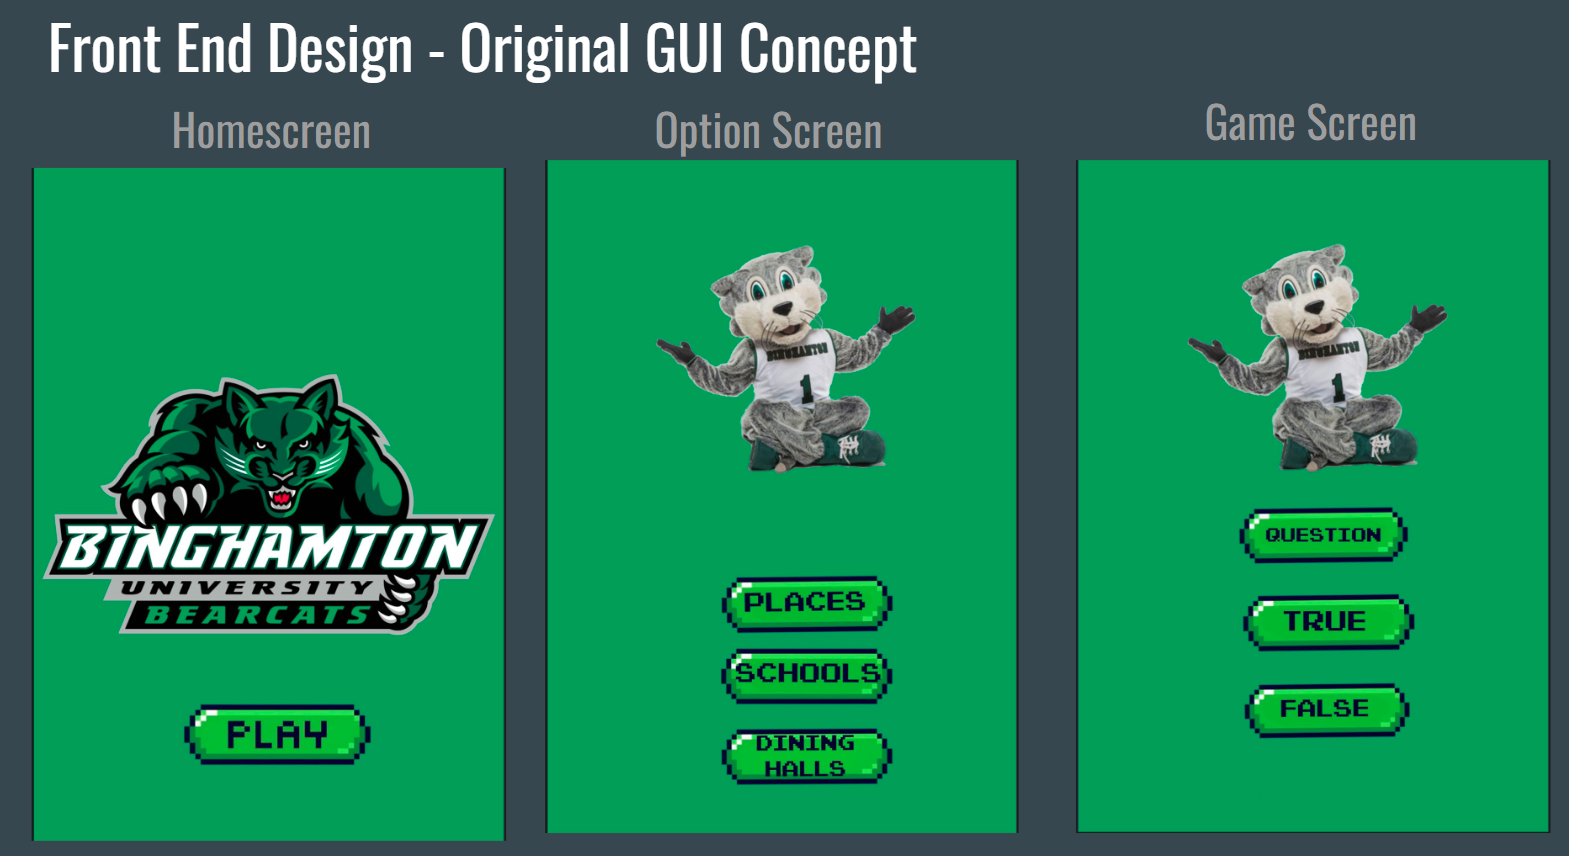 Front End Design - Original GUI Concept
Homescreen
Option Screen
Game Screen
BINGHAMTON
UNIVERSITY
BEARCATS
PLAY
BINGHAMTON
1
PLACES
SCHOOLS
DINING
HALLS
BINGHAMTON
1
QUESTION
TRUE
FALSE